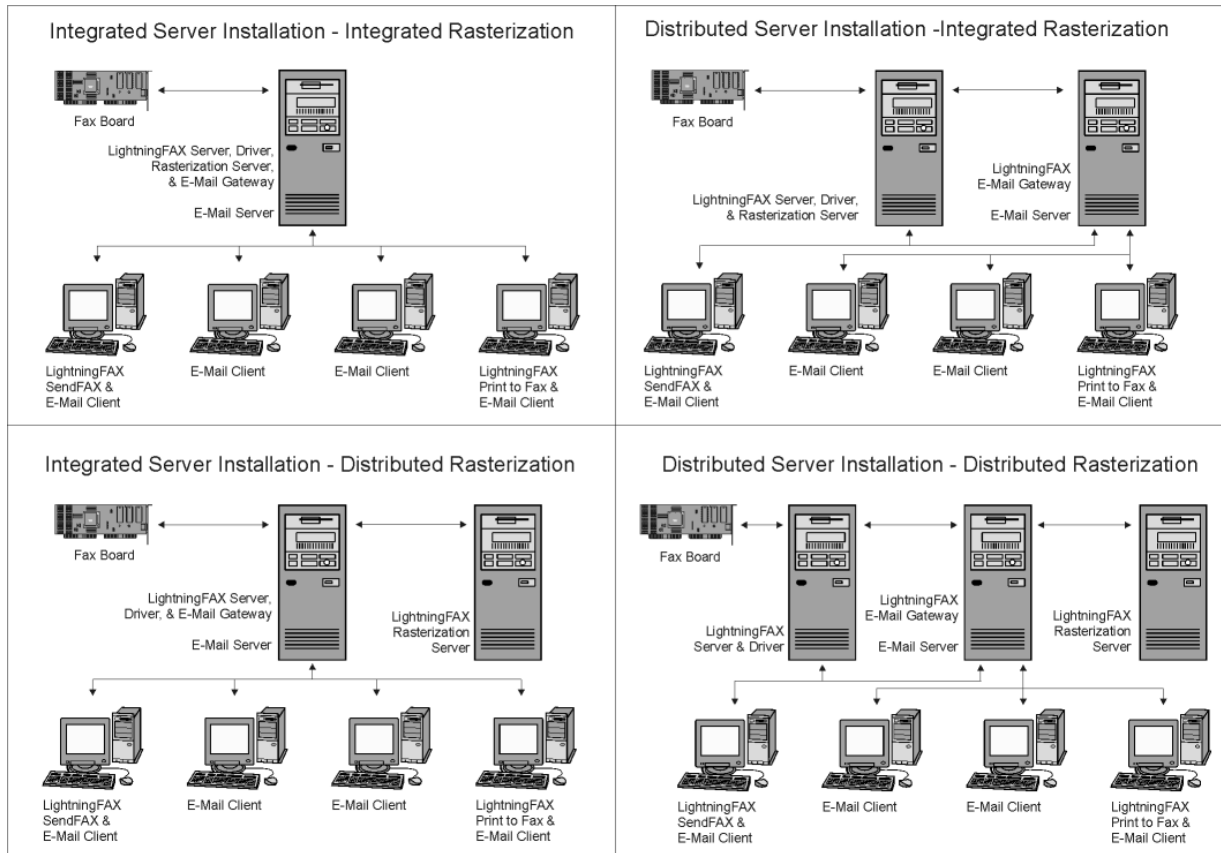 Integrated Server Installation - Integrated Rasterization
Fax Board
LightningFAX Server, Driver,
Rasterization Server,
& E-Mail Gateway
E-Mail Server
LightningFAX
SendFAX &
E-Mail Client
E-Mail Client
E-Mail Client
LightningFAX
Print to Fax &
E-Mail Client
Distributed Server Installation -Integrated Rasterization
Fax Board
LightningFAX Server, Driver,
& Rasterization Server
LightningFAX
E-Mail Gateway
E-Mail Server
LightningFAX
SendFAX &
E-Mail Client
E-Mail Client
E-Mail Client
LightningFAX
Print to Fax &
E-Mail Client
Integrated Server Installation - Distributed Rasterization
Fax Board
LightningFAX Server,
Driver, & E-Mail Gateway
E-Mail Server
LightningFAX
Rasterization
Server
LightningFAX
SendFAX &
E-Mail Client
E-Mail Client
E-Mail Client
LightningFAX
Print to Fax &
E-Mail Client
Distributed Server Installation - Distributed Rasterization
Fax Board
LightningFAX
Server & Driver
LightningFAX
E-Mail Gateway
E-Mail Server
LightningFAX
Rasterization
Server
LightningFAX
SendFAX &
E-Mail Client
E-Mail Client
E-Mail Client
LightningFAX
Print to Fax &
E-Mail Client